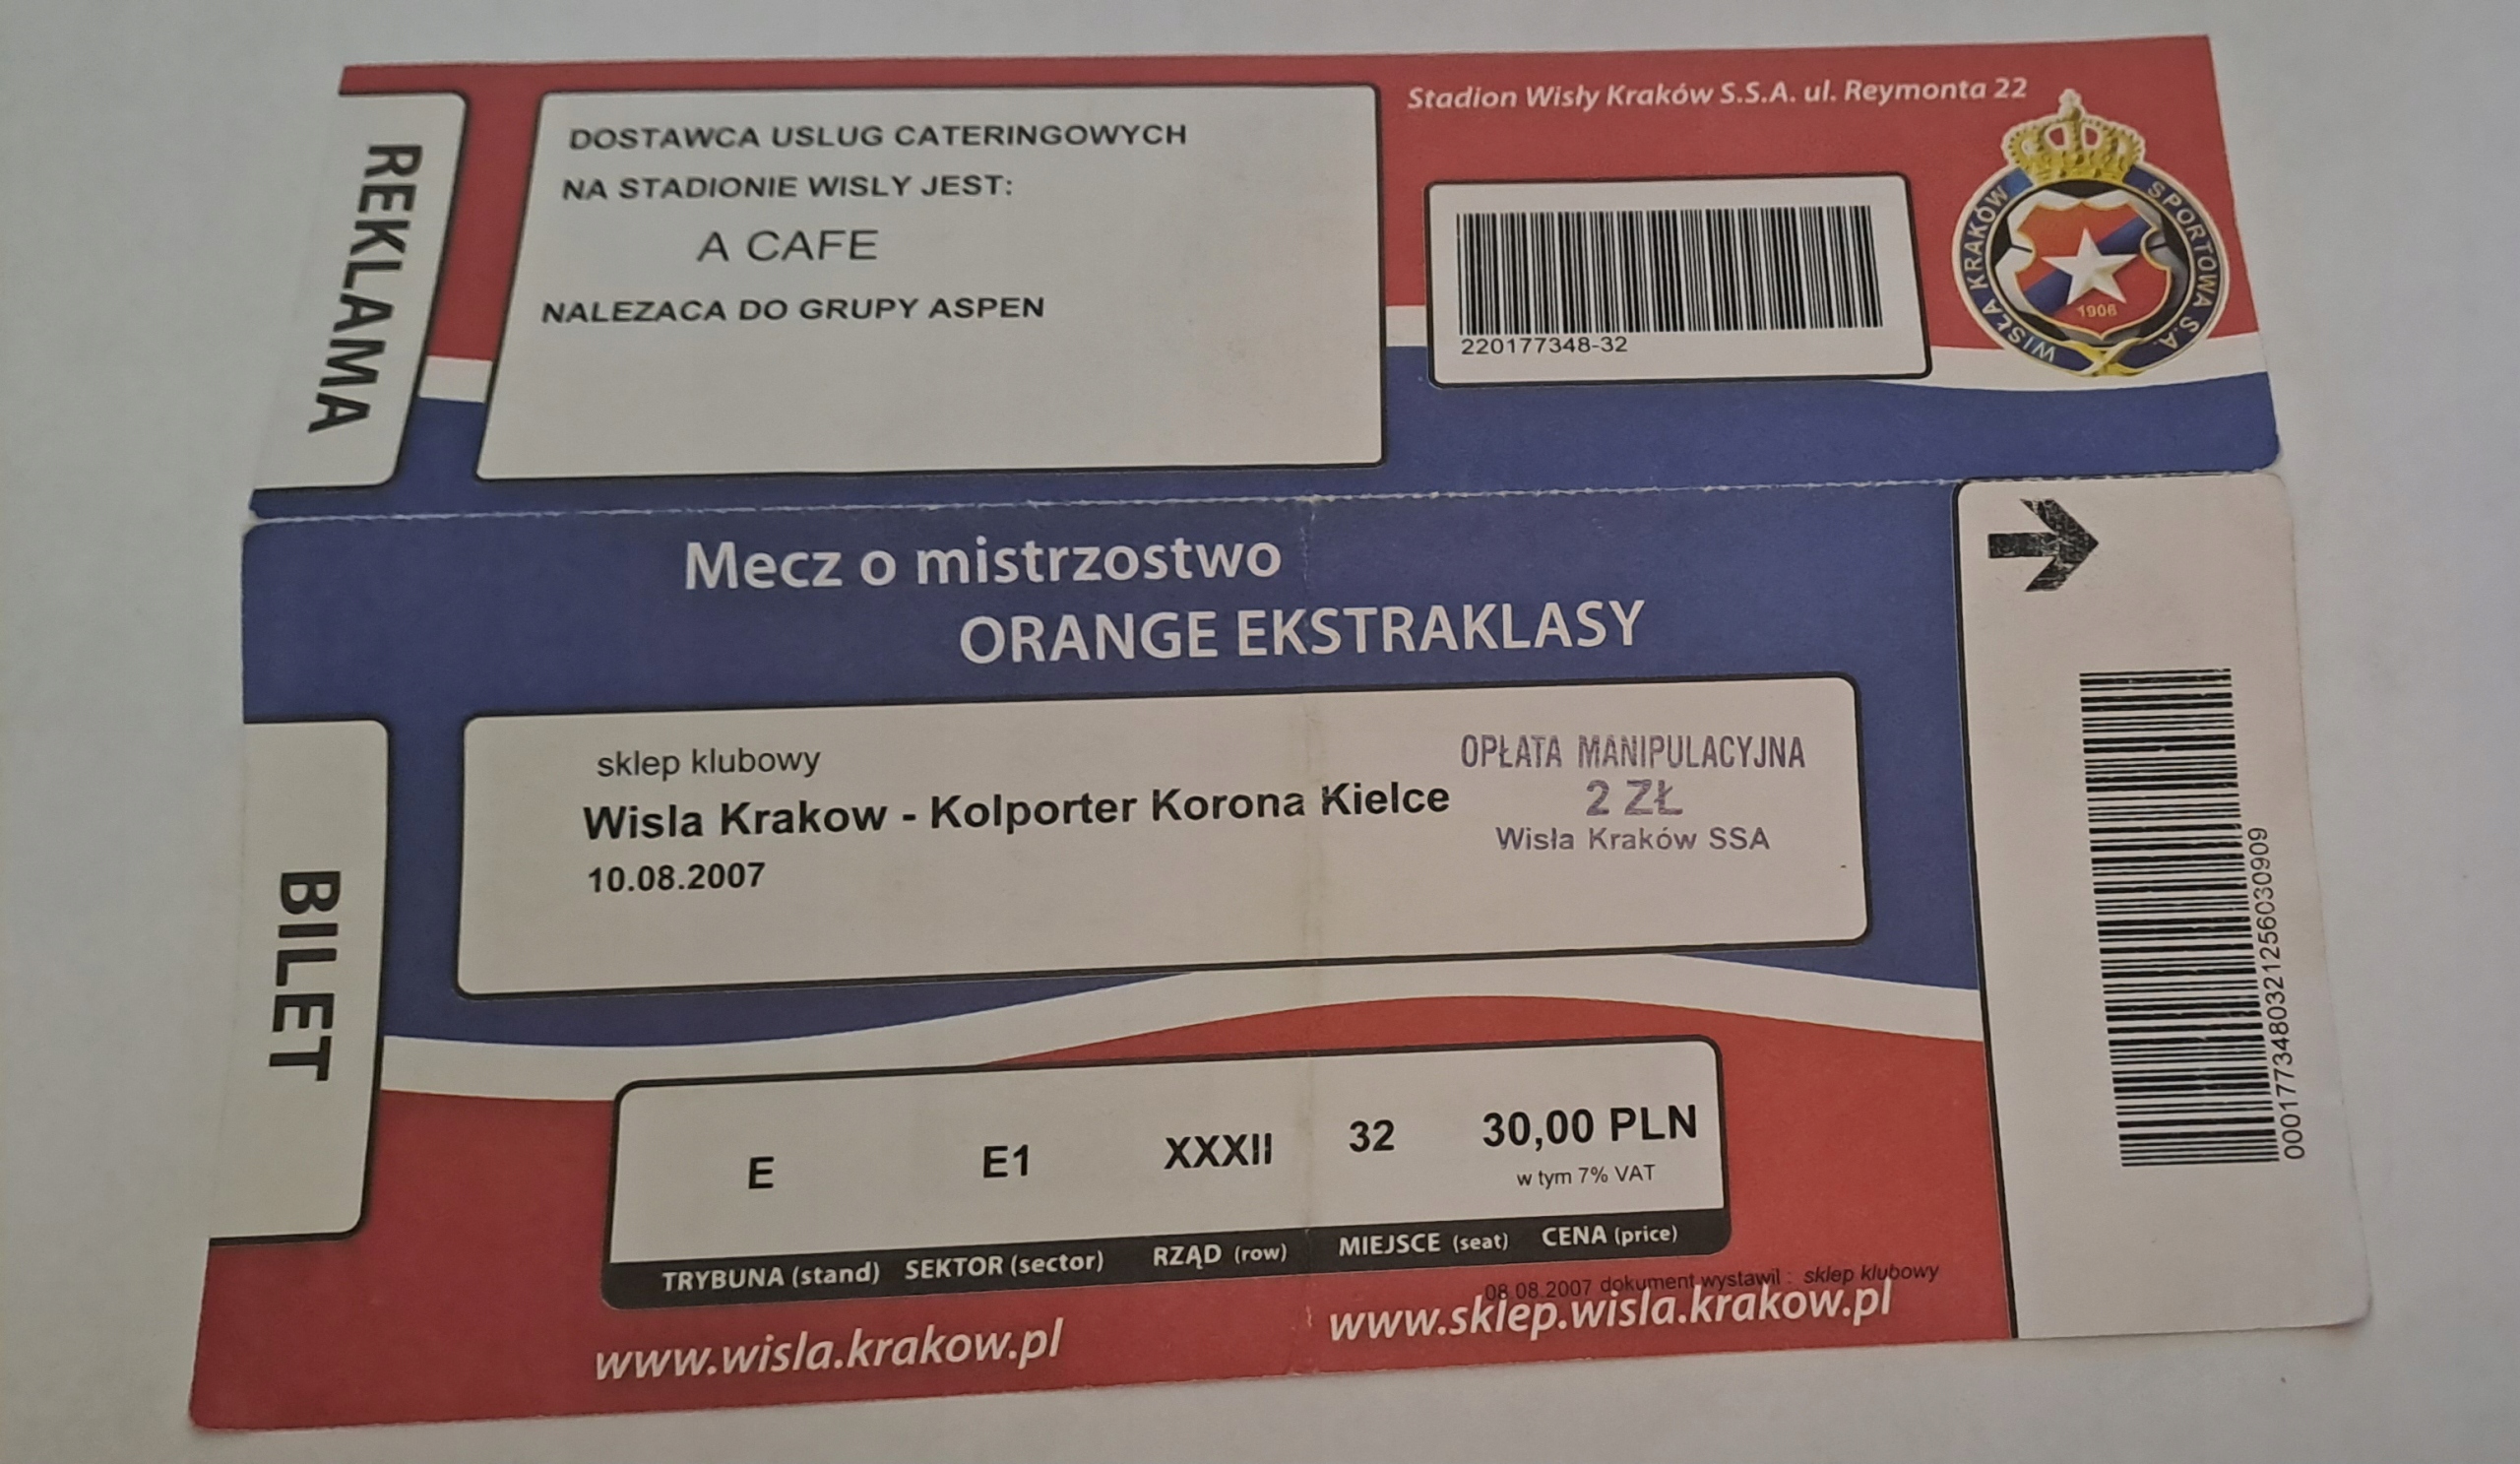 REKLAMA
DOSTAWCA USLUG CATERINGOWYCH
NA STADIONIE WISLY JEST:
A CAFE
NALEZACA DO GRUPY ASPEN
Stadion Wisły Kraków S.S.A. ul. Reymonta 22
220177348-32
WISŁA KRAKÓW SPORTOWA S.A.
1906
Mecz o mistrzostwo
ORANGE EKSTRAKLASY
BILET
sklep klubowy
Wisla Krakow - Kolporter Korona Kielce
10.08.2007
OPŁATA MANIPULACYJNA
2 ZŁ
Wisła Kraków SSA
E E1 XXXII 32 30,00 PLN
w tym 7% VAT
TRYBUNA (stand) SEKTOR (sector) RZĄD (row) MIEJSCE (seat) CENA (price)
08.08.2007 dokument wystawil : sklep klubowy
www.wisla.krakow.pl www.sklep.wisla.krakow.pl
0001773480321256030909